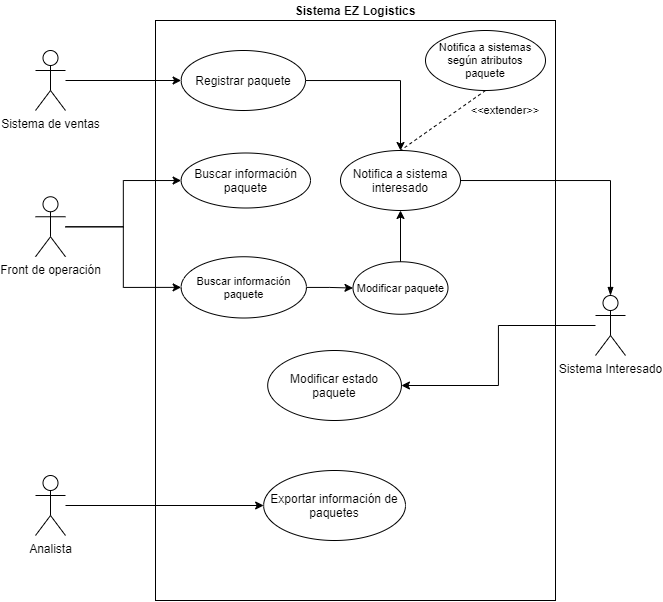 Sistema EZ Logistics
Notifica a sistemas
según atributos
paquete
Registrar paquete
<<extender>>
Sistema de ventas
Buscar información
paquete
Notifica a sistema
interesado
Front de operación
Buscar información
paquete
Modificar paquete
Sistema Interesado
Modificar estado
paquete
Exportar información de
paquetes
Analista